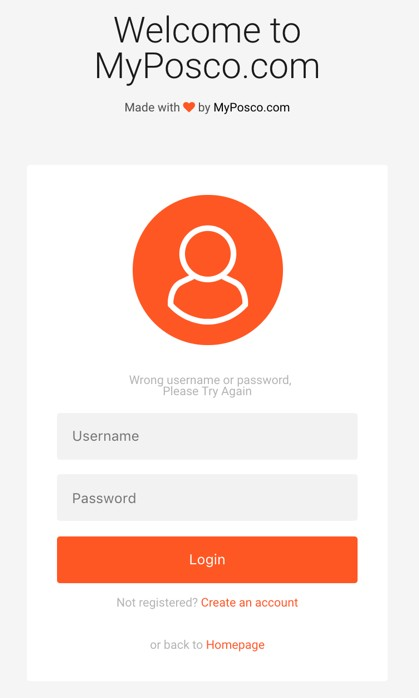 Welcome to
MyPosco.com
Made with ❤ by MyPosco.com
Wrong username or password,
Please Try Again
Username
Password
Login
Not registered? Create an account
or back to Homepage